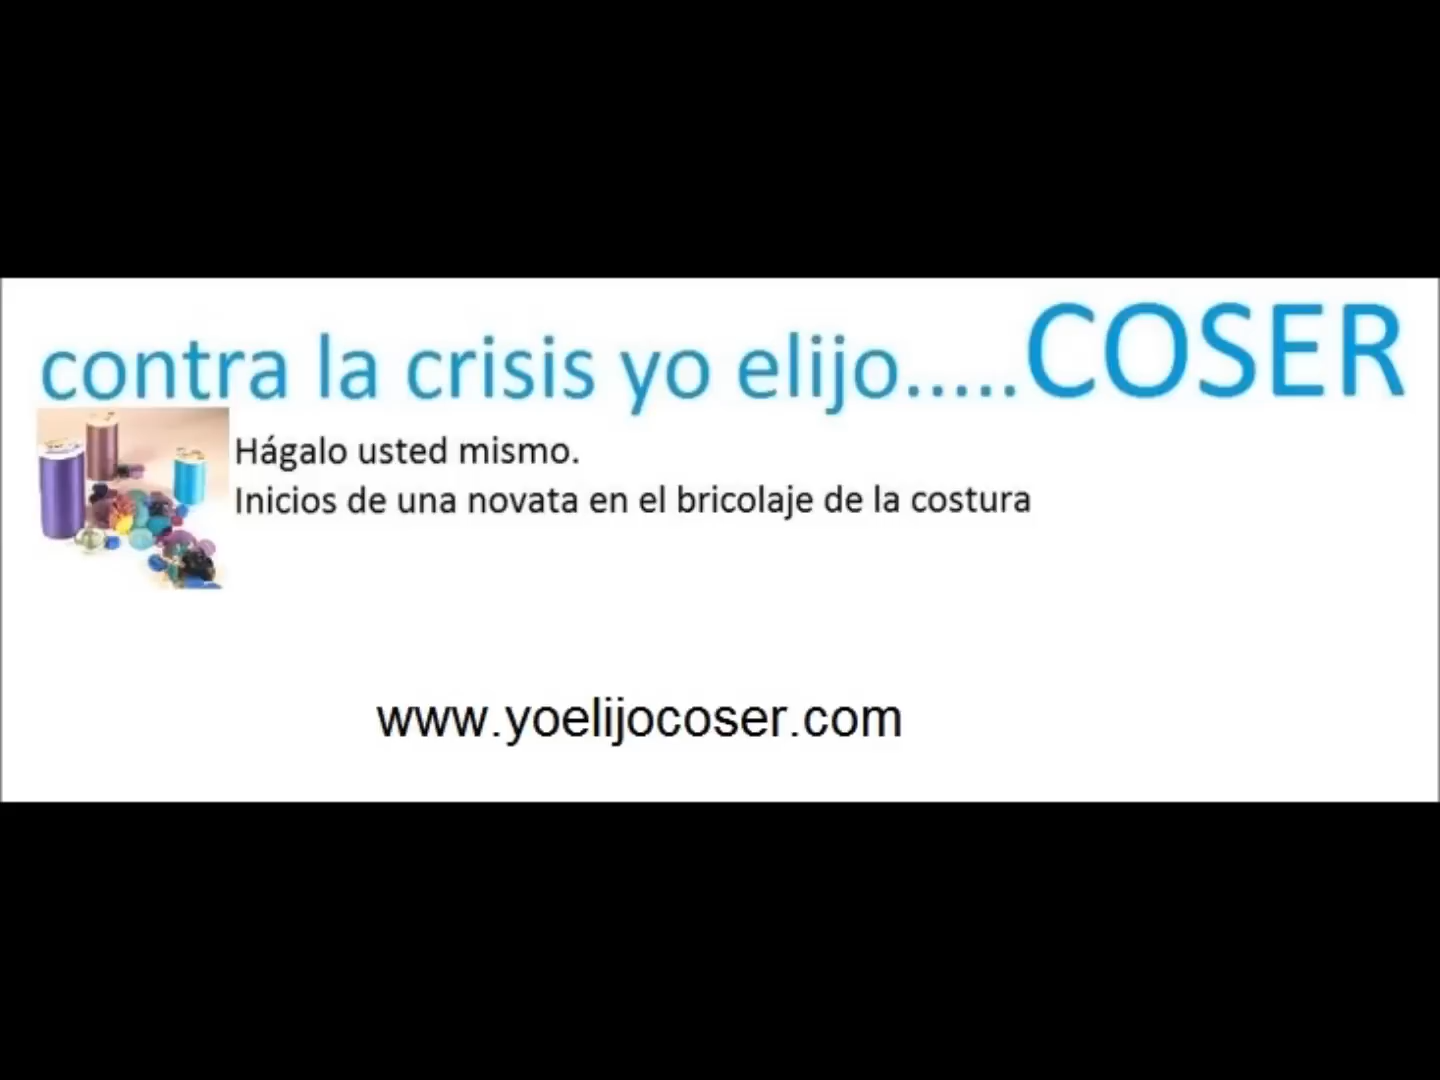 contra la crisis yo elijo.....COSER
Hágalo usted mismo.
Inicios de una novata en el bricolaje de la costura
www.yoelijocoser.com